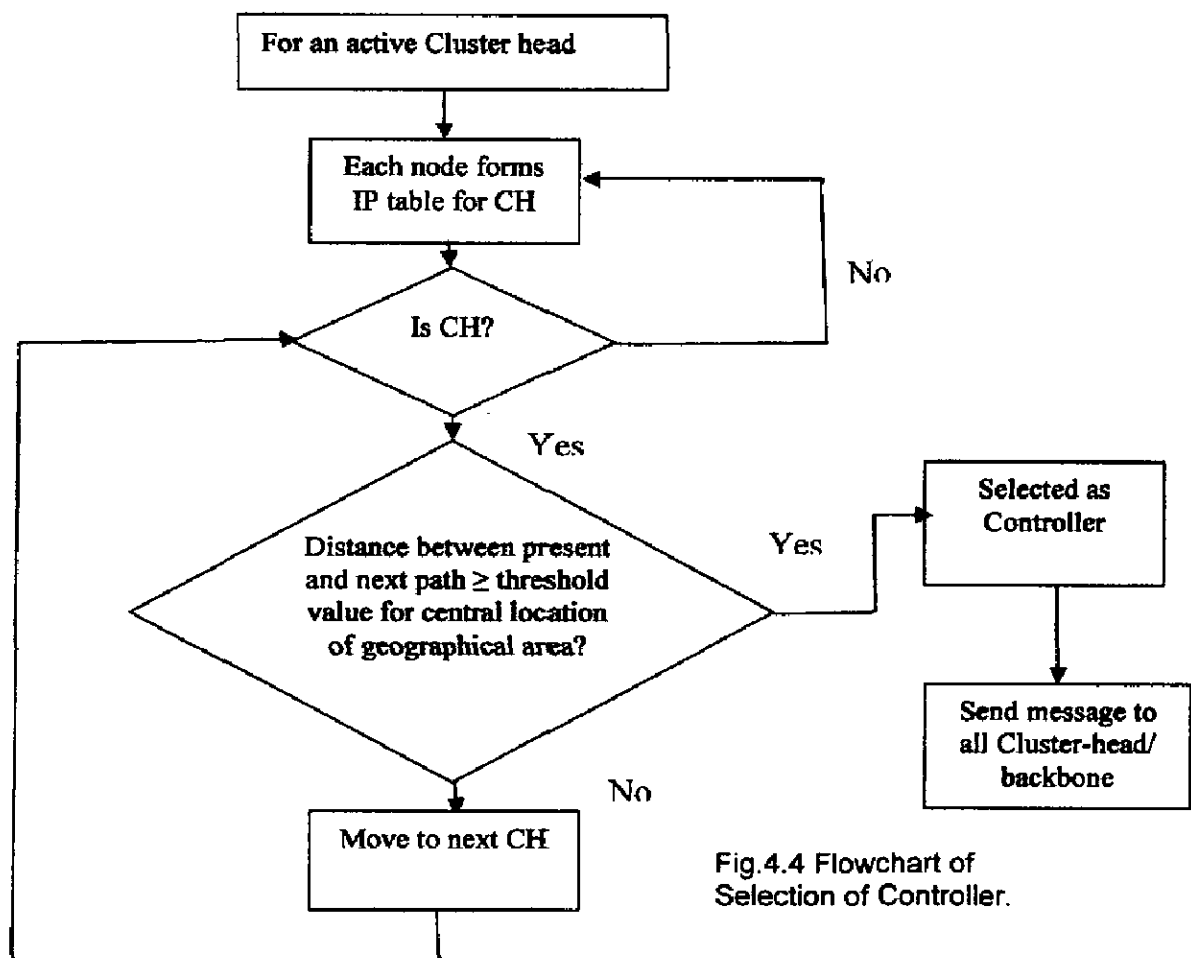 For an active Cluster head
Each node forms
IP table for CH
No
Is CH?
Yes
Distance between present
and next path ≥ threshold
value for central location
of geographical area?
Yes
Selected as
Controller
Send message to
all Cluster-head/
backbone
No
Move to next CH
Fig.4.4 Flowchart of
Selection of Controller.